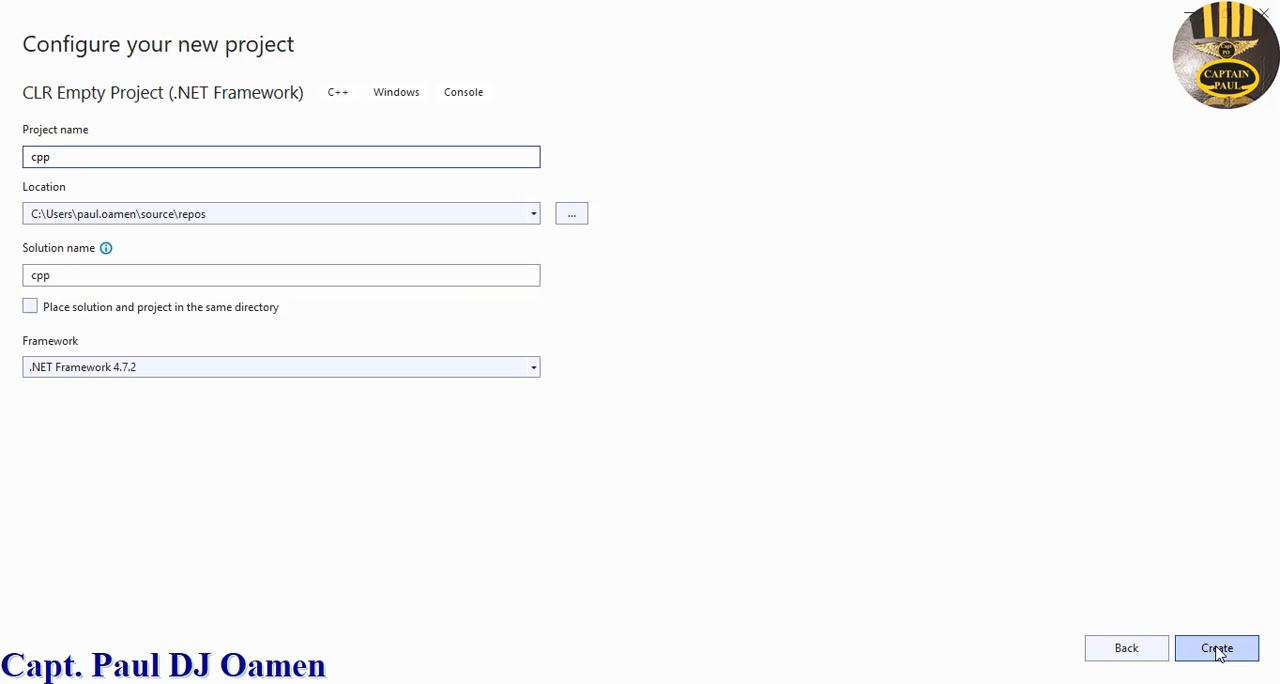 Configure your new project
CLR Empty Project (.NET Framework) C++ Windows Console
Project name
cpp
Location
C:\Users\paul.oamen\source\repos
...
Solution name
cpp
Place solution and project in the same directory
Framework
.NET Framework 4.7.2
Back
Create
Capt. Paul DJ Oamen
Capt
PO
CAPTAIN
PAUL